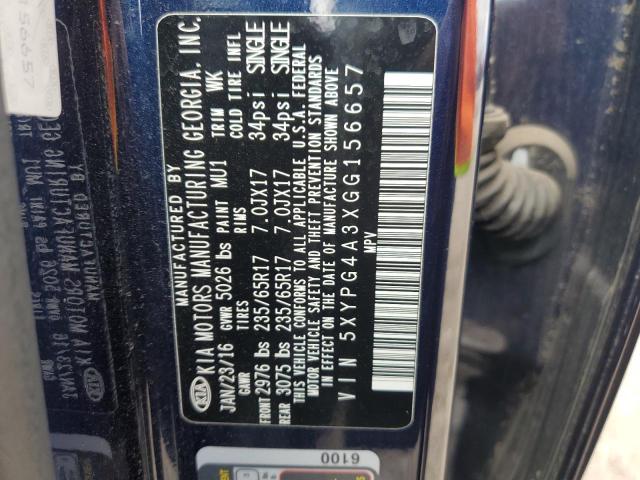 MANUFACTURED BY
KIA KIA MOTORS MANUFACTURING GEORGIA, INC.
JAN/23/16 GVWR 5026 lbs PAINT MU1 TRIM WK
GAWR TIRES RIMS COLD TIRE INFL
FRONT 2976 lbs 235/65R17 7.0JX17 34psi SINGLE
REAR 3075 lbs 235/65R17 7.0JX17 34psi SINGLE
THIS VEHICLE CONFORMS TO ALL APPLICABLE U.S.A. FEDERAL
MOTOR VEHICLE SAFETY AND THEFT PREVENTION STANDARDS
IN EFFECT ON THE DATE OF MANUFACTURE SHOWN ABOVE
VIN 5XYPG4A3XGG156657
MPV
6100